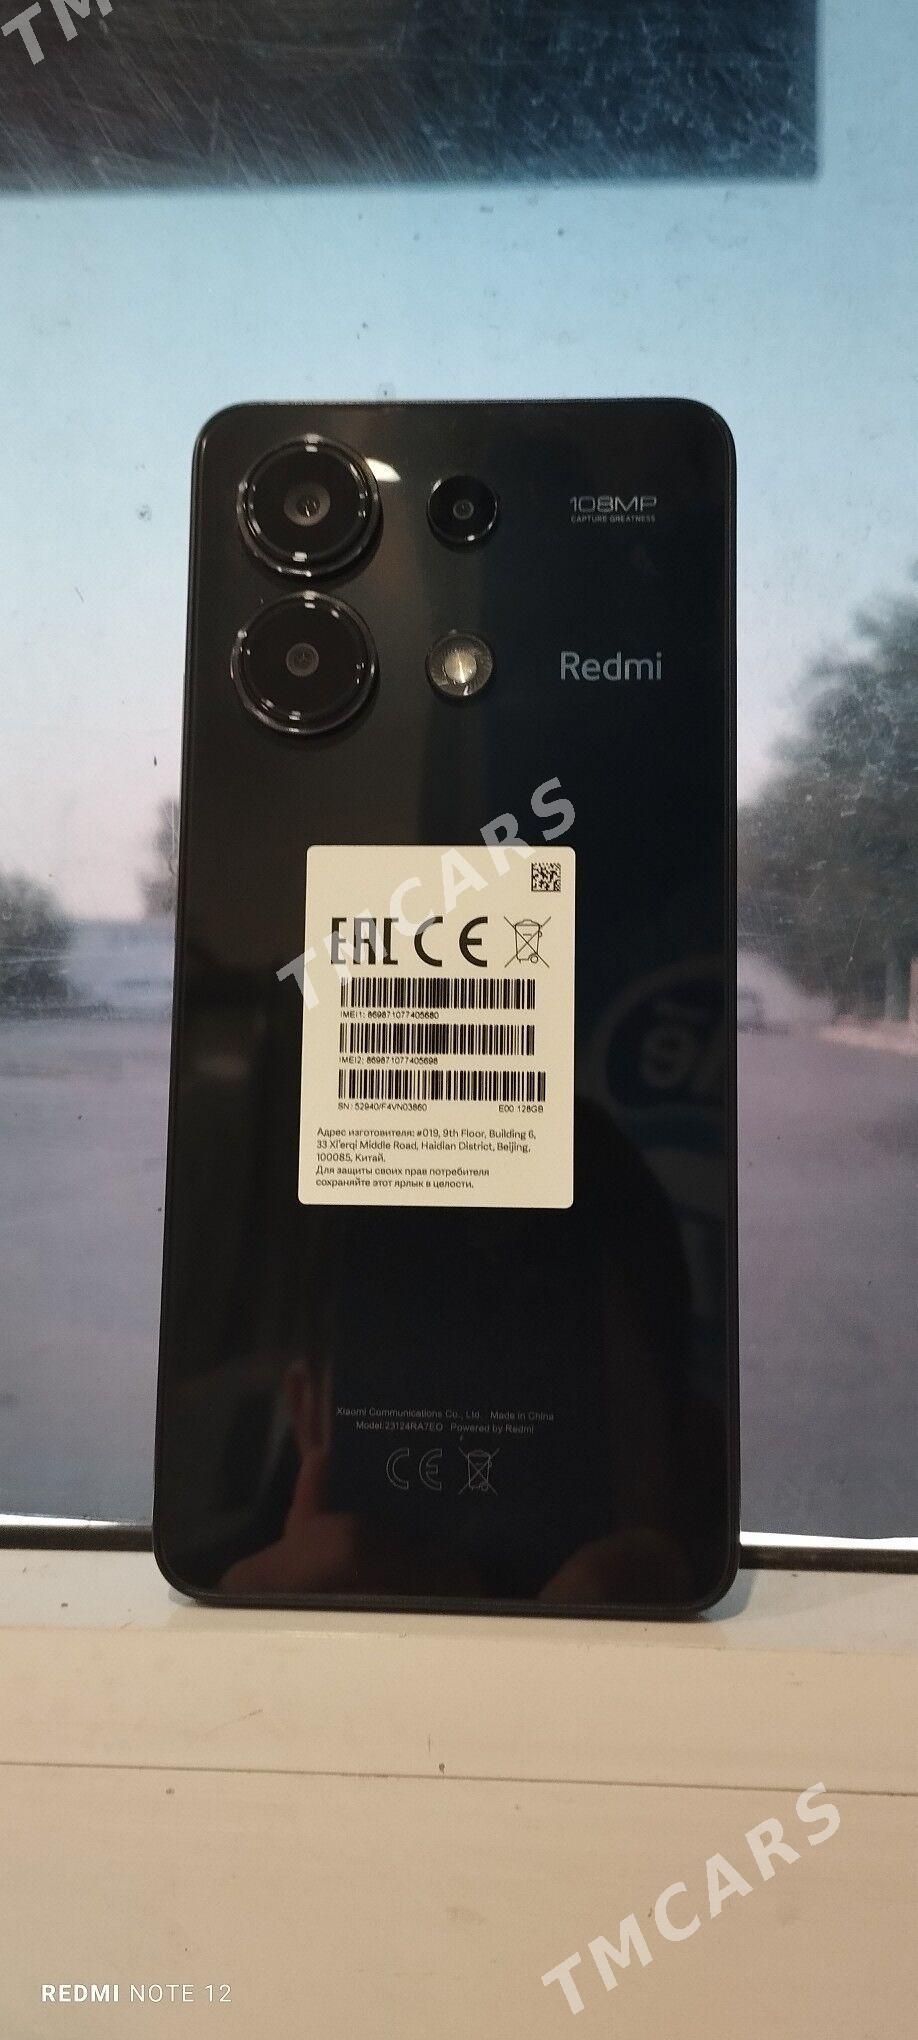 TM
108MP
CAPTURE GREATNESS
Redmi
TMCARS
EAC CE
IMEI1: 869871077405680
IMEI2: 869871077405698
SN: 52940/F4VN03860 E00 128GB
Адрес изготовителя: #019, 9th Floor, Building 6,
33 Xi'erqi Middle Road, Haidian District, Beijing,
100085, Китай.
Для защиты своих прав потребителя
сохраняйте этот ярлык в целости.
Xiaomi Communications Co., Ltd. Made in China
Model:23124RA7EO Powered by Redmi
CE
TMCARS
REDMI NOTE 12